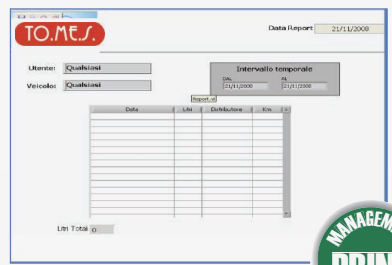 TO.ME.S.
Data Report 21/11/2008
Utente: Qualsiasi
Veicolo: Qualsiasi
Intervallo temporale
DAL AL
21/11/2008 21/11/2008
Data Litri Distributore Km
Litri Totali 0
MANAGEM
PRIN